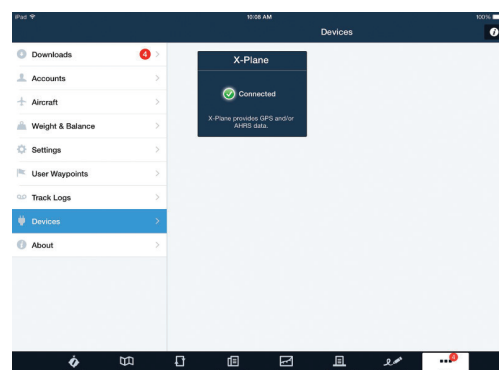 iPad
10:08 AM
100%
Devices
Downloads 4
Accounts
Aircraft
Weight & Balance
Settings
User Waypoints
Track Logs
Devices
About
X-Plane
Connected
X-Plane provides GPS and/or
AHRS data.
4